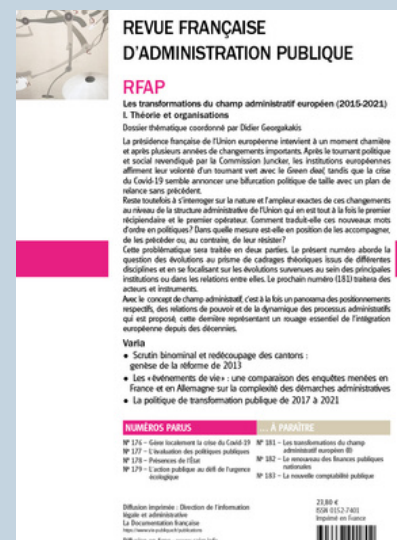 REVUE FRANÇAISE
D'ADMINISTRATION PUBLIQUE
RFAP
Les transformations du champ administratif européen (2015-2021)
I. Théorie et organisations
Dossier thématique coordonné par Didier Georgakakis
La présidence française de l'Union européenne intervient à un moment charnière
et après plusieurs années de changements importants. Après le tournant politique
et social revendiqué par la Commission Juncker, les institutions européennes
affirment leur volonté d'un tournant vert avec le Green deal, tandis que la crise
du Covid-19 semble annoncer une bifurcation politique de taille avec un plan de
relance sans précédent.
Reste toutefois à s'interroger sur la nature et l'ampleur exactes de ces changements
au niveau de la structure administrative de l'Union qui en est tout à la fois le premier
récipiendaire et le premier opérateur. Comment traduit-elle ces nouveaux mots
d'ordre en politiques? Dans quelle mesure est-elle en position de les accompagner,
de les précéder ou, au contraire, de leur résister?
Cette problématique sera traitée en deux parties. Le présent numéro aborde la
question des évolutions au prisme de cadrages théoriques issus de différentes
disciplines et en se focalisant sur les évolutions survenues au sein des principales
institutions ou dans les relations entre elles. Le prochain numéro (181) traitera des
acteurs et instruments.
Avec le concept de champ administratif, c'est à la fois un panorama des positionnements
respectifs, des relations de pouvoir et de la dynamique des processus administratifs
qui est proposé, cette dernière représentant un rouage essentiel de l'intégration
européenne depuis des décennies.
Varia
• Scrutin binominal et redécoupage des cantons :
genèse de la réforme de 2013
• Les «événements de vie» : une comparaison des enquêtes menées en
France et en Allemagne sur la complexité des démarches administratives
• La politique de transformation publique de 2017 à 2021
NUMÉROS PARUS
N° 176 – Gérer localement la crise du Covid-19
N° 177 – L'évaluation des politiques publiques
N° 178 – Présences de l'État
N° 179 – L'action publique au défi de l'urgence
écologique
... À PARAÎTRE
N° 181 – Les transformations du champ
administratif européen (II)
N° 182 – Le renouveau des finances publiques
nationales
N° 183 – La nouvelle comptabilité publique
Diffusion imprimée : Direction de l'information
légale et administrative
La Documentation française
23,80 €
ISSN 0152-7401
Imprimé en France